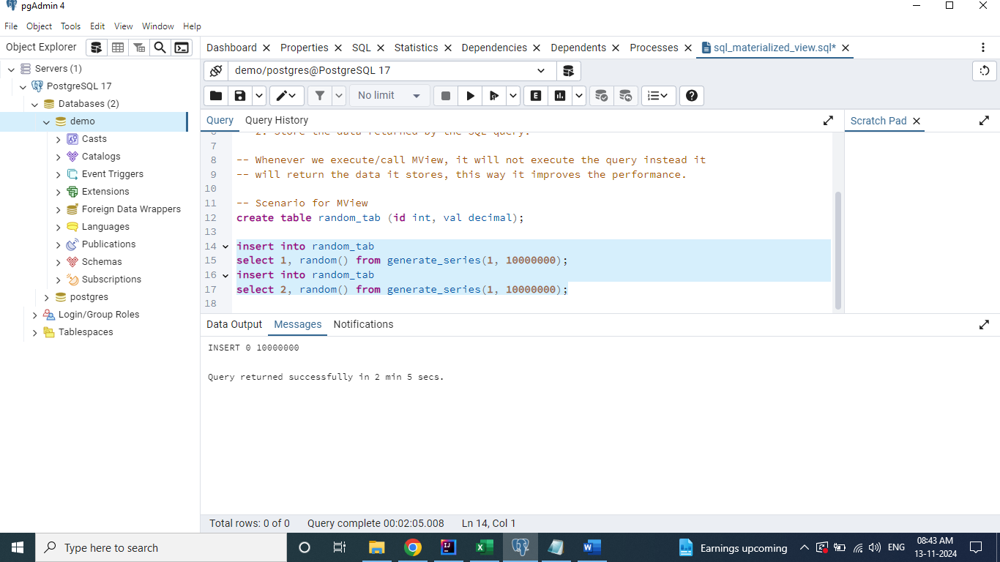 pgAdmin 4
File Object Tools Edit View Window Help
Object Explorer
Dashboard Properties SQL Statistics Dependencies Dependents Processes sql_materialized_view.sql*
Servers (1)
PostgreSQL 17
Databases (2)
demo
Casts
Catalogs
Event Triggers
Extensions
Foreign Data Wrappers
Languages
Publications
Schemas
Subscriptions
postgres
Login/Group Roles
Tablespaces
demo/postgres@PostgreSQL 17
No limit
E
Query Query History
Scratch Pad
6 -- 2. Store the data returned by the SQL query.
7
8 -- Whenever we execute/call MView, it will not execute the query instead it
9 -- will return the data it stores, this way it improves the performance.
10
11 -- Scenario for MView
12 create table random_tab (id int, val decimal);
13
14 insert into random_tab
15 select 1, random() from generate_series(1, 10000000);
16 insert into random_tab
17 select 2, random() from generate_series(1, 10000000);
18
Data Output Messages Notifications
INSERT 0 10000000
Query returned successfully in 2 min 5 secs.
Total rows: 0 of 0 Query complete 00:02:05.008 Ln 14, Col 1
Type here to search
Earnings upcoming
ENG
08:43 AM
13-11-2024